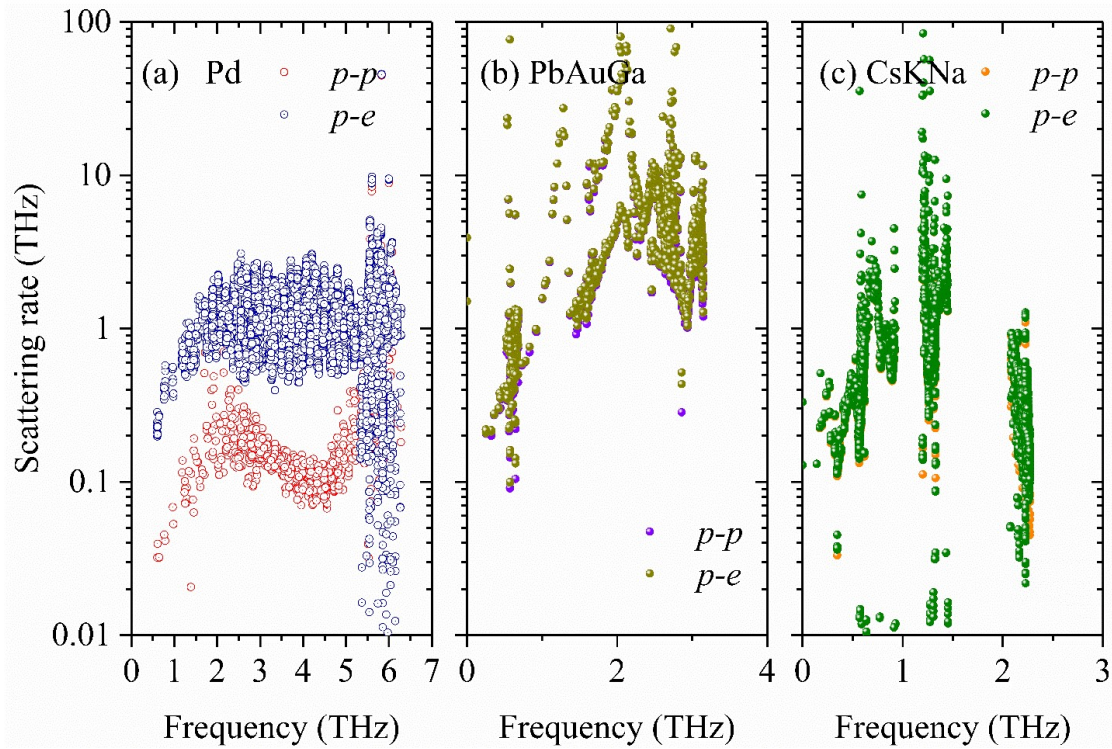 100
10
1
0.1
0.01
Scattering rate (THz)
(a) Pd
p-p
p-e
0 1 2 3 4 5 6 7
Frequency (THz)
(b) PbAuGa
p-p
p-e
0 2 4
Frequency (THz)
(c) CsKNa
p-p
p-e
0 1 2 3
Frequency (THz)